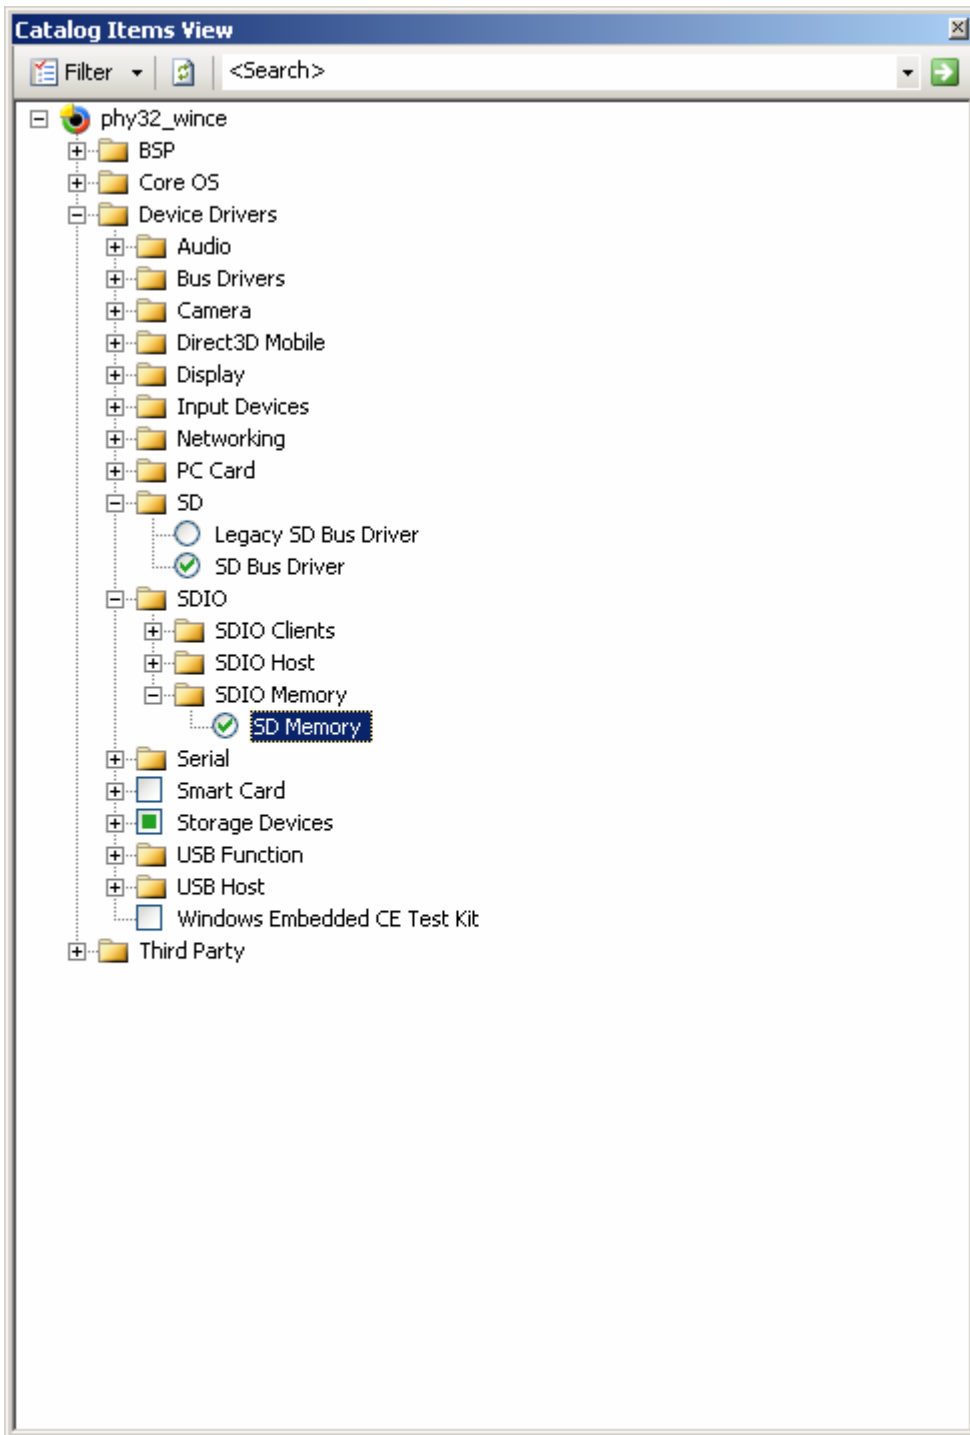 Catalog Items View
Filter <Search>
phy32_wince
BSP
Core OS
Device Drivers
Audio
Bus Drivers
Camera
Direct3D Mobile
Display
Input Devices
Networking
PC Card
SD
Legacy SD Bus Driver
SD Bus Driver
SDIO
SDIO Clients
SDIO Host
SDIO Memory
SD Memory
Serial
Smart Card
Storage Devices
USB Function
USB Host
Windows Embedded CE Test Kit
Third Party